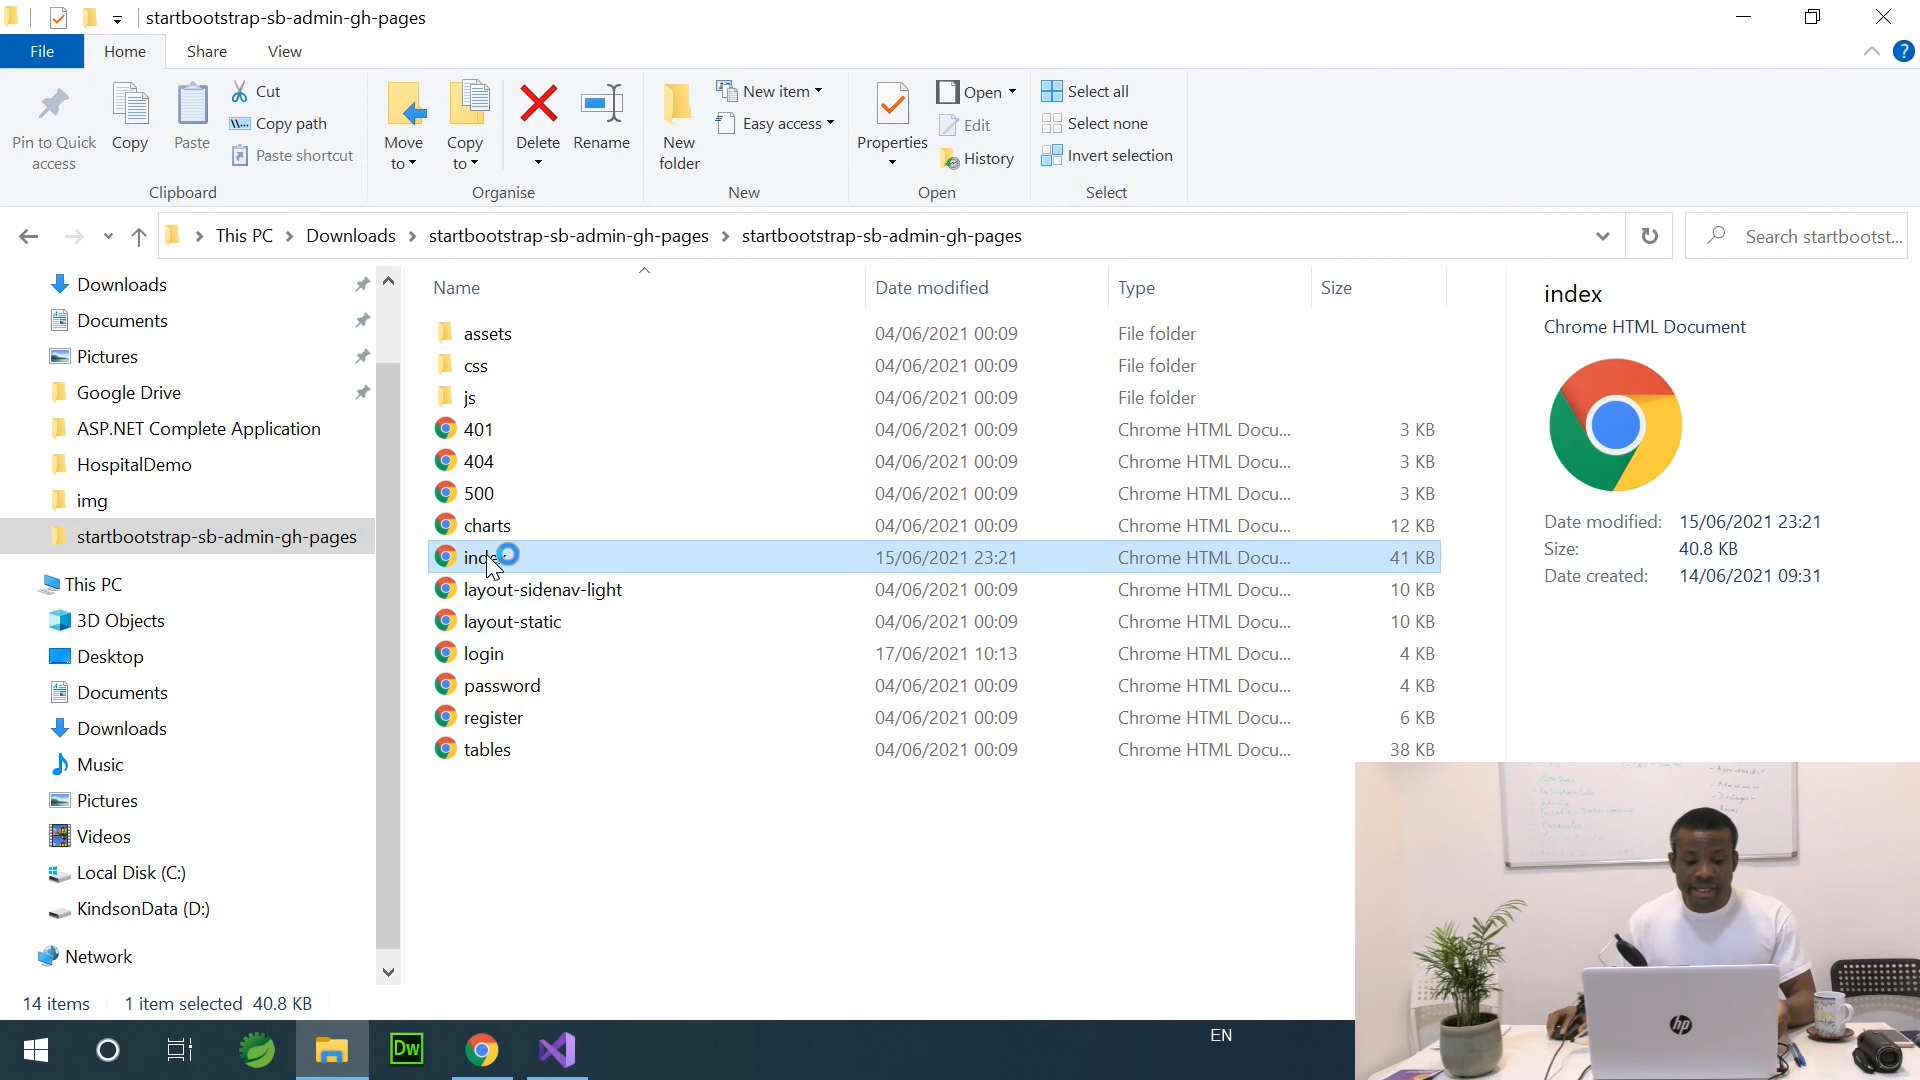 startbootstrap-sb-admin-gh-pages
File Home Share View
Pin to Quick access
Copy
Paste
Cut
Copy path
Paste shortcut
Clipboard
Move to
Copy to
Delete
Rename
Organise
New folder
New item
Easy access
New
Properties
Open
Edit
History
Open
Select all
Select none
Invert selection
Select
This PC Downloads startbootstrap-sb-admin-gh-pages startbootstrap-sb-admin-gh-pages
Search startbootst...
Downloads
Documents
Pictures
Google Drive
ASP.NET Complete Application
HospitalDemo
img
startbootstrap-sb-admin-gh-pages
This PC
3D Objects
Desktop
Documents
Downloads
Music
Pictures
Videos
Local Disk (C:)
KindsonData (D:)
Network
Name Date modified Type Size
assets 04/06/2021 00:09 File folder
css 04/06/2021 00:09 File folder
js 04/06/2021 00:09 File folder
401 04/06/2021 00:09 Chrome HTML Docu... 3 KB
404 04/06/2021 00:09 Chrome HTML Docu... 3 KB
500 04/06/2021 00:09 Chrome HTML Docu... 3 KB
charts 04/06/2021 00:09 Chrome HTML Docu... 12 KB
index 15/06/2021 23:21 Chrome HTML Docu... 41 KB
layout-sidenav-light 04/06/2021 00:09 Chrome HTML Docu... 10 KB
layout-static 04/06/2021 00:09 Chrome HTML Docu... 10 KB
login 17/06/2021 10:13 Chrome HTML Docu... 4 KB
password 04/06/2021 00:09 Chrome HTML Docu... 4 KB
register 04/06/2021 00:09 Chrome HTML Docu... 6 KB
tables 04/06/2021 00:09 Chrome HTML Docu... 38 KB
index
Chrome HTML Document
Date modified: 15/06/2021 23:21
Size: 40.8 KB
Date created: 14/06/2021 09:31
14 items 1 item selected 40.8 KB
Dw
EN
hp